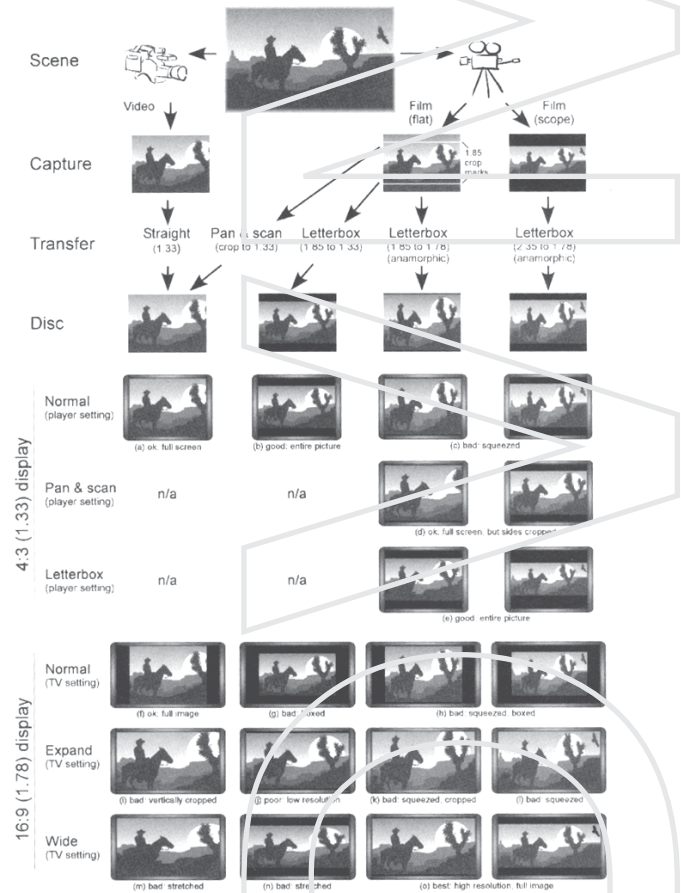 Scene
Video
Film
(flat)
Film
(scope)
Capture
1.85
crop
marks
Transfer
Straight
(1.33)
Pan & scan
(crop to 1.33)
Letterbox
(1.85 to 1.33)
Letterbox
(1.85 to 1.78)
(anamorphic)
Letterbox
(2.35 to 1.78)
(anamorphic)
Disc
4:3 (1.33) display
Normal
(player setting)
(a) ok: full screen
(b) good: entire picture
(c) bad: squeezed
Pan & scan
(player setting)
n/a
n/a
(d) ok: full screen, but sides cropped
Letterbox
(player setting)
n/a
n/a
(e) good: entire picture
16:9 (1.78) display
Normal
(TV setting)
(f) ok: full image
(g) bad: boxed
(h) bad: squeezed, boxed
Expand
(TV setting)
(i) bad: vertically cropped
(j) poor: low resolution
(k) bad: squeezed, cropped
(l) bad: squeezed
Wide
(TV setting)
(m) bad: stretched
(n) bad: stretched
(o) best: high resolution, full image